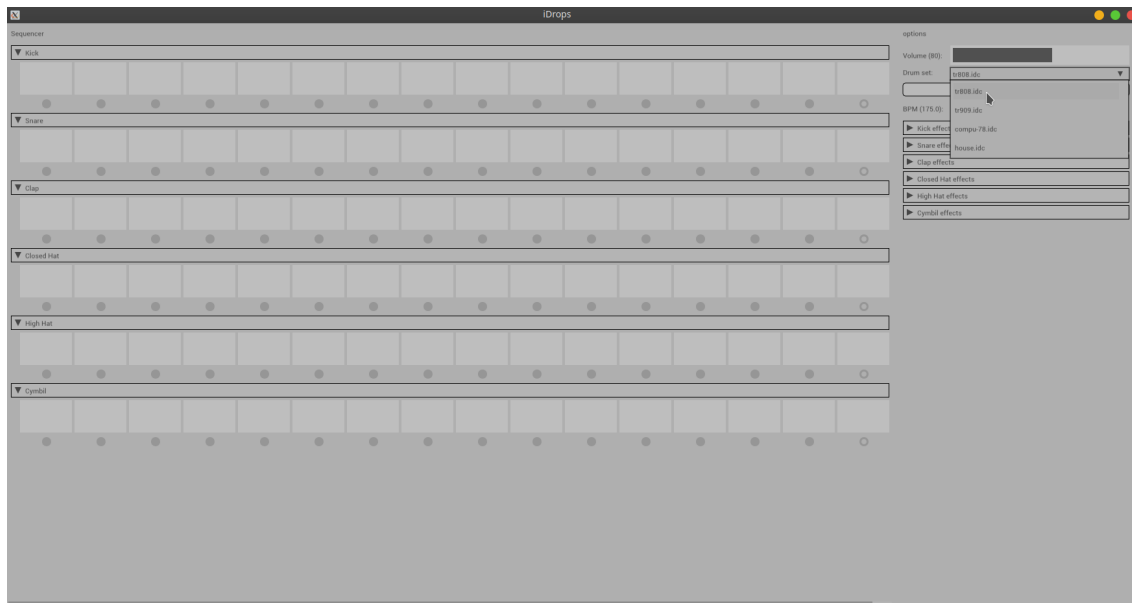 iDrops
Sequencer
Kick
Snare
Clap
Closed Hat
High Hat
Cymbil
options
Volume (80):
Drum set: tr808.idc
tr808.idc
tr909.idc
compu-78.idc
house.idc
BPM (175.0):
Kick effect
Snare effe
Clap effects
Closed Hat effects
High Hat effects
Cymbil effects